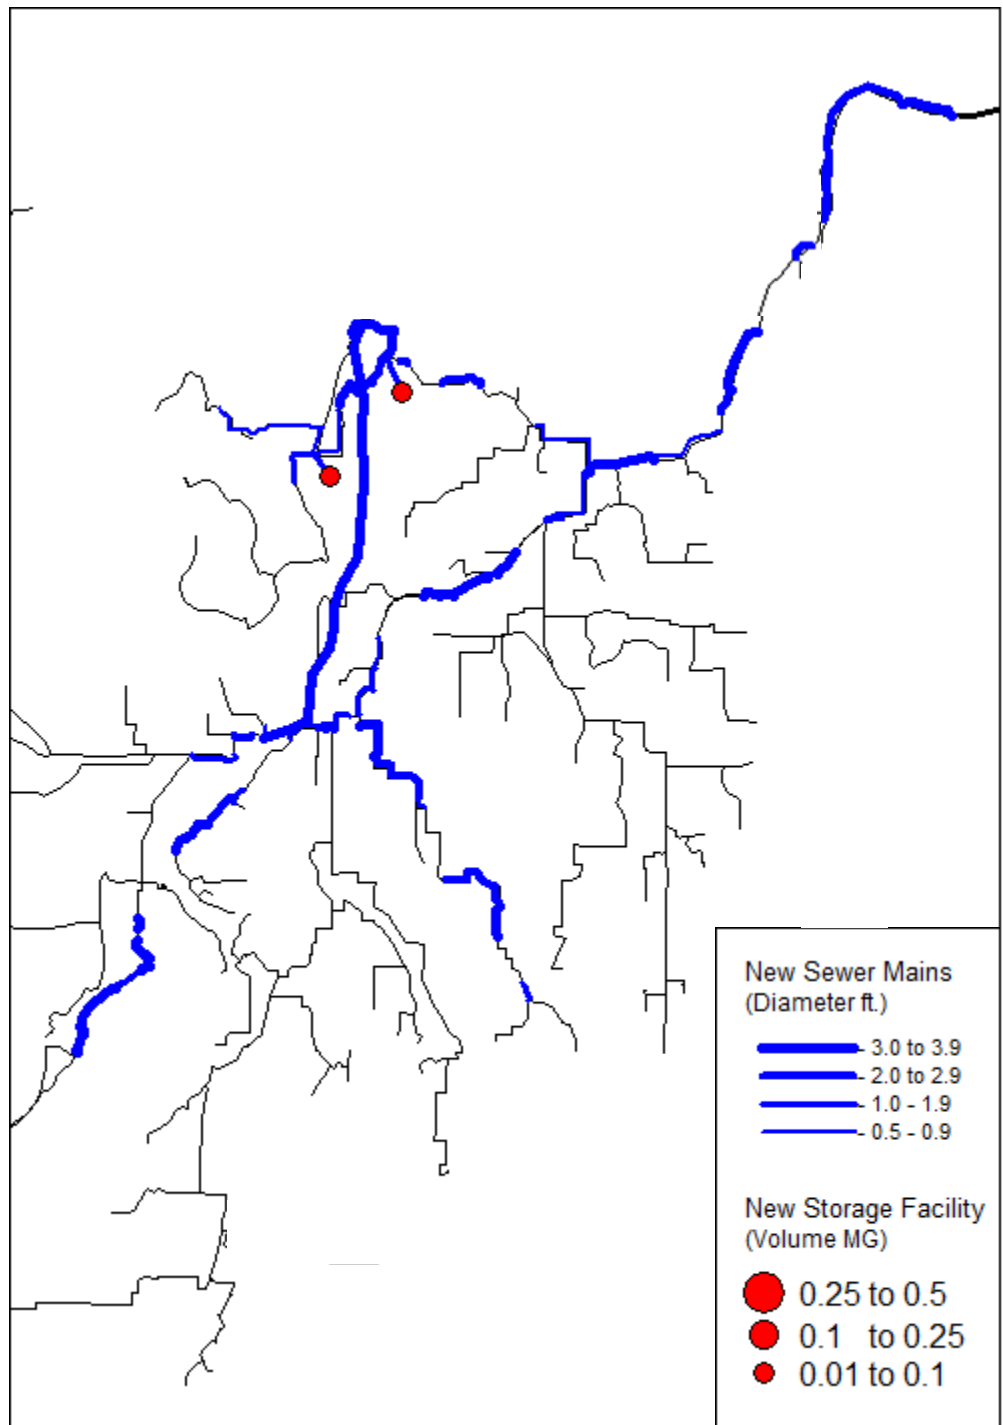 New Sewer Mains
(Diameter ft.)
- 3.0 to 3.9
- 2.0 to 2.9
- 1.0 - 1.9
- 0.5 - 0.9
New Storage Facility
(Volume MG)
0.25 to 0.5
0.1 to 0.25
0.01 to 0.1